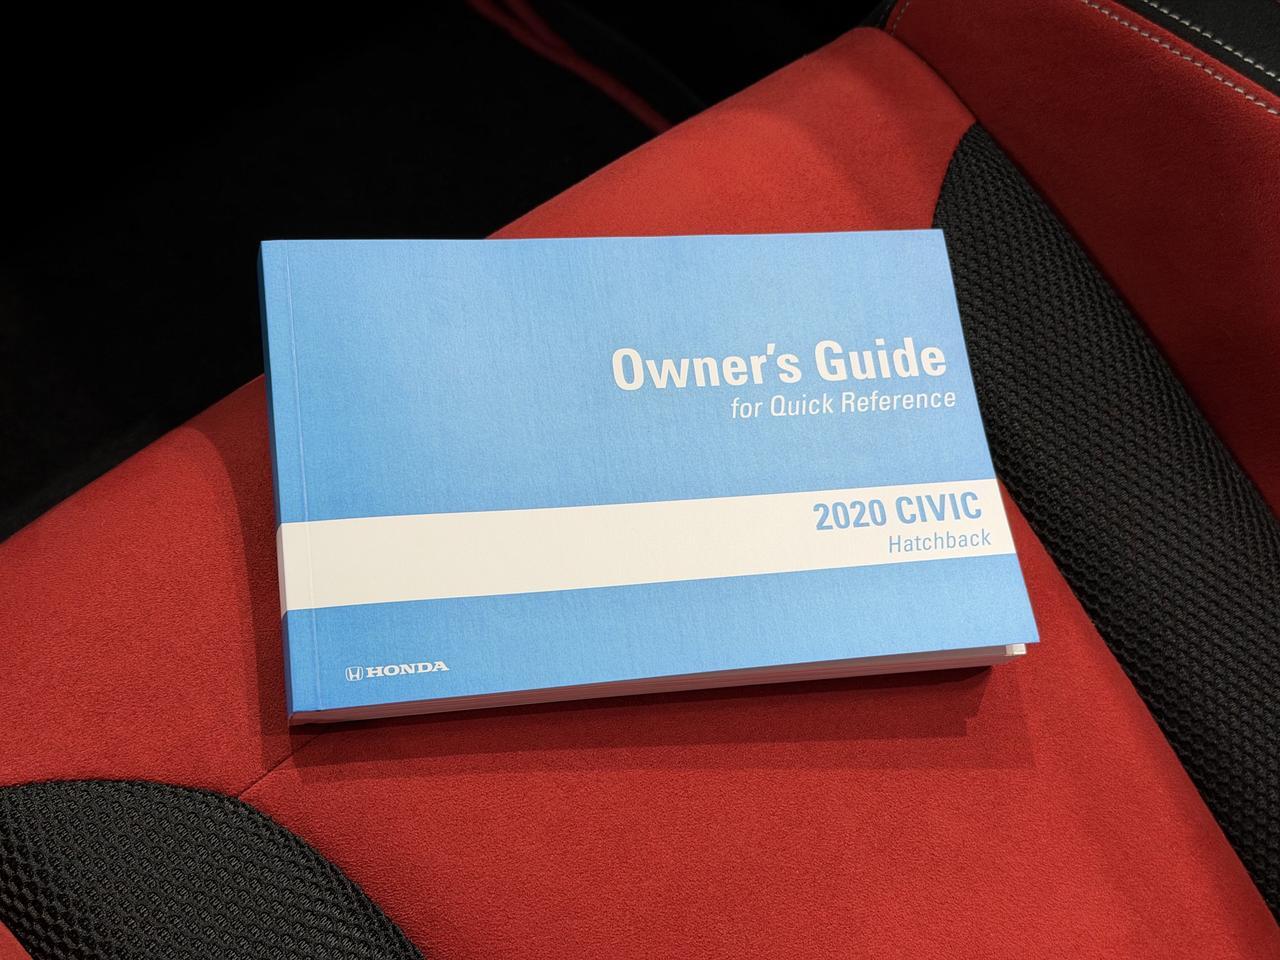 Owner's Guide
for Quick Reference
2020 CIVIC
Hatchback
HONDA